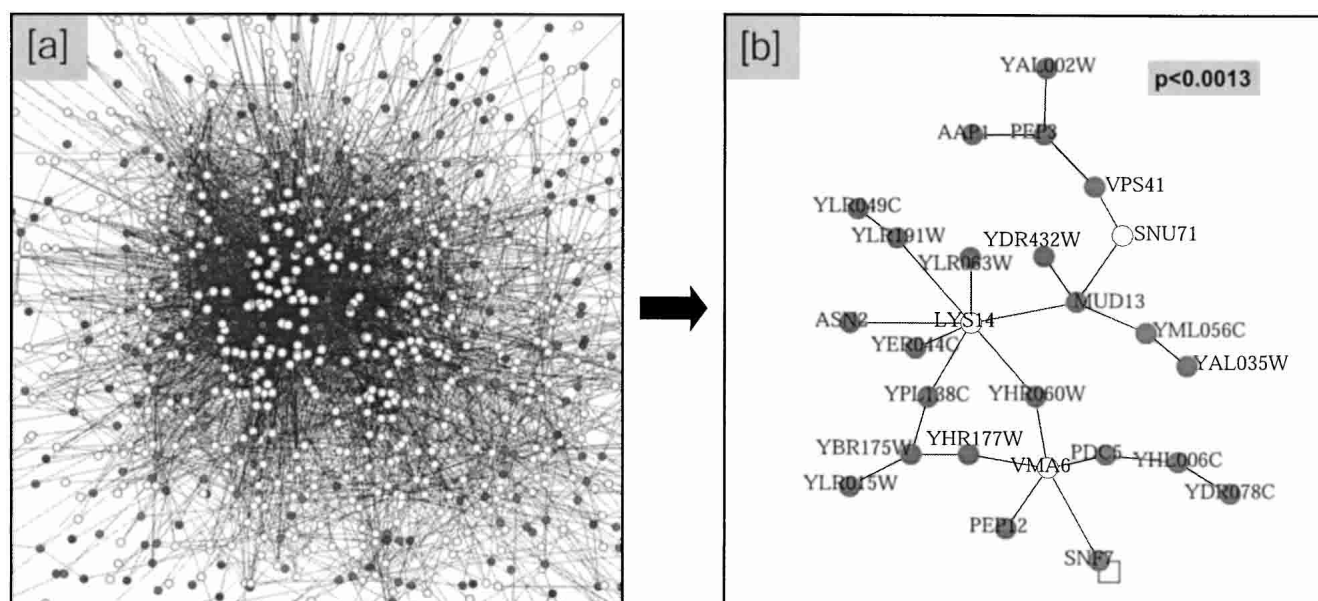 [a]
[b]
YAL002W
p<0.0013
AAP1
PEP3
VPS41
YLR049C
YLR191W
YDR432W
SNU71
YLR063W
MUD13
ASN2
LYS14
YER044C
YML056C
YAL035W
YPL138C
YHR060W
YBR175W
YHR177W
PDC5
VMA6
YHL006C
YLR015W
YDR078C
PEP12
SNF7